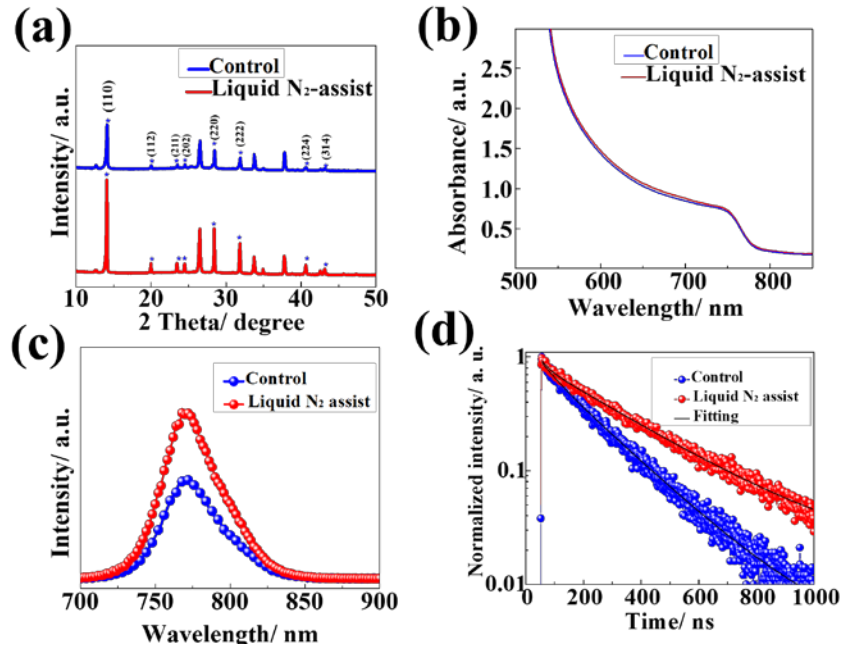 (a)
Control
Liquid N₂-assist
(110)
(112)
(211)
(202)
(220)
(222)
(224)
(314)
Intensity/ a.u.
10 20 30 40 50
2 Theta/ degree
(b)
Control
Liquid N₂-assist
Absorbance/ a.u.
2.5
2.0
1.5
1.0
0.5
500 600 700 800
Wavelength/ nm
(c)
Control
Liquid N₂ assist
Intensity/ a.u.
700 750 800 850 900
Wavelength/ nm
(d)
Control
Liquid N₂ assist
Fitting
Normalized intensity/ a. u.
1
0.1
0.01
0 200 400 600 800 1000
Time/ ns